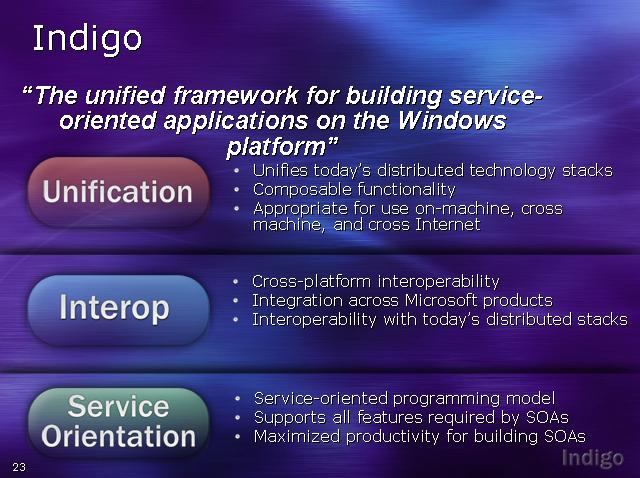 Indigo
“The unified framework for building service-
oriented applications on the Windows
platform”
Unification
• Unifies today’s distributed technology stacks
• Composable functionality
• Appropriate for use on-machine, cross
machine, and cross Internet
Interop
• Cross-platform interoperability
• Integration across Microsoft products
• Interoperability with today’s distributed stacks
Service
Orientation
• Service-oriented programming model
• Supports all features required by SOAs
• Maximized productivity for building SOAs
Indigo
23